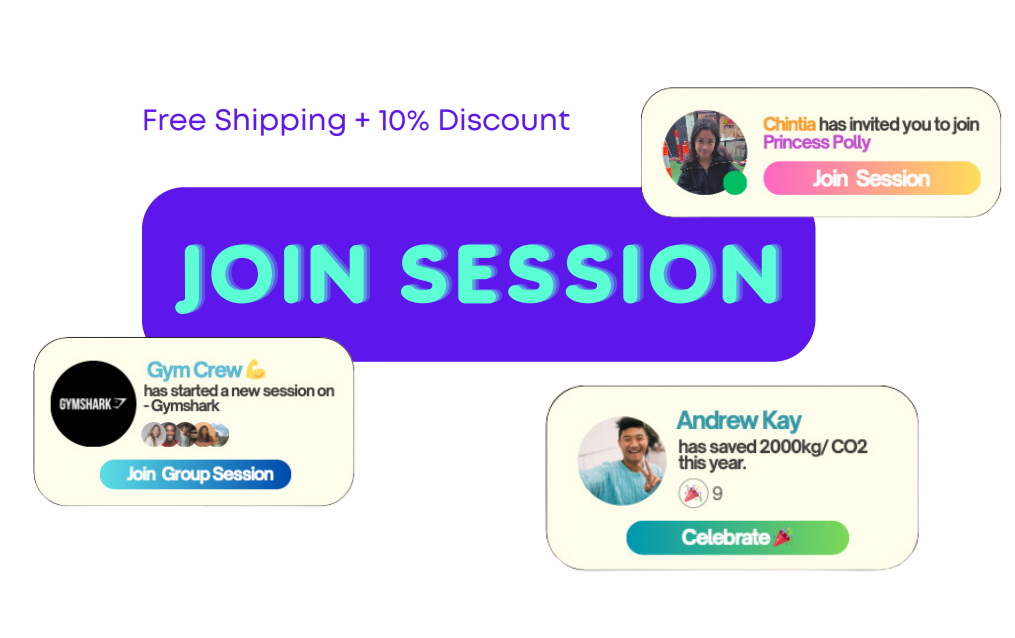 Free Shipping + 10% Discount
Chintia has invited you to join
Princess Polly
Join Session
JOIN SESSION
Gym Crew 💪
has started a new session on
- Gymshark
GYMSHARK
Join Group Session
Andrew Kay
has saved 2000kg/ CO2
this year.
9
Celebrate 🎉